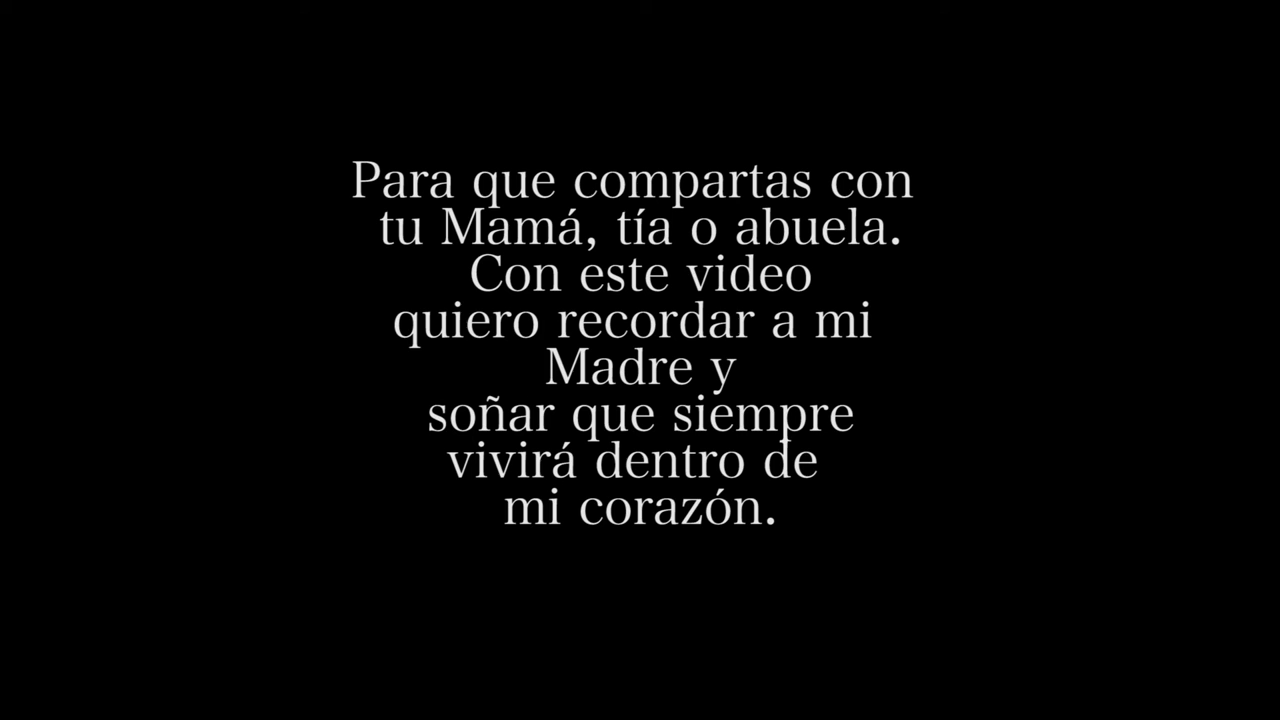 Para que compartas con
tu Mamá, tía o abuela.
Con este video
quiero recordar a mi
Madre y
soñar que siempre
vivirá dentro de
mi corazón.